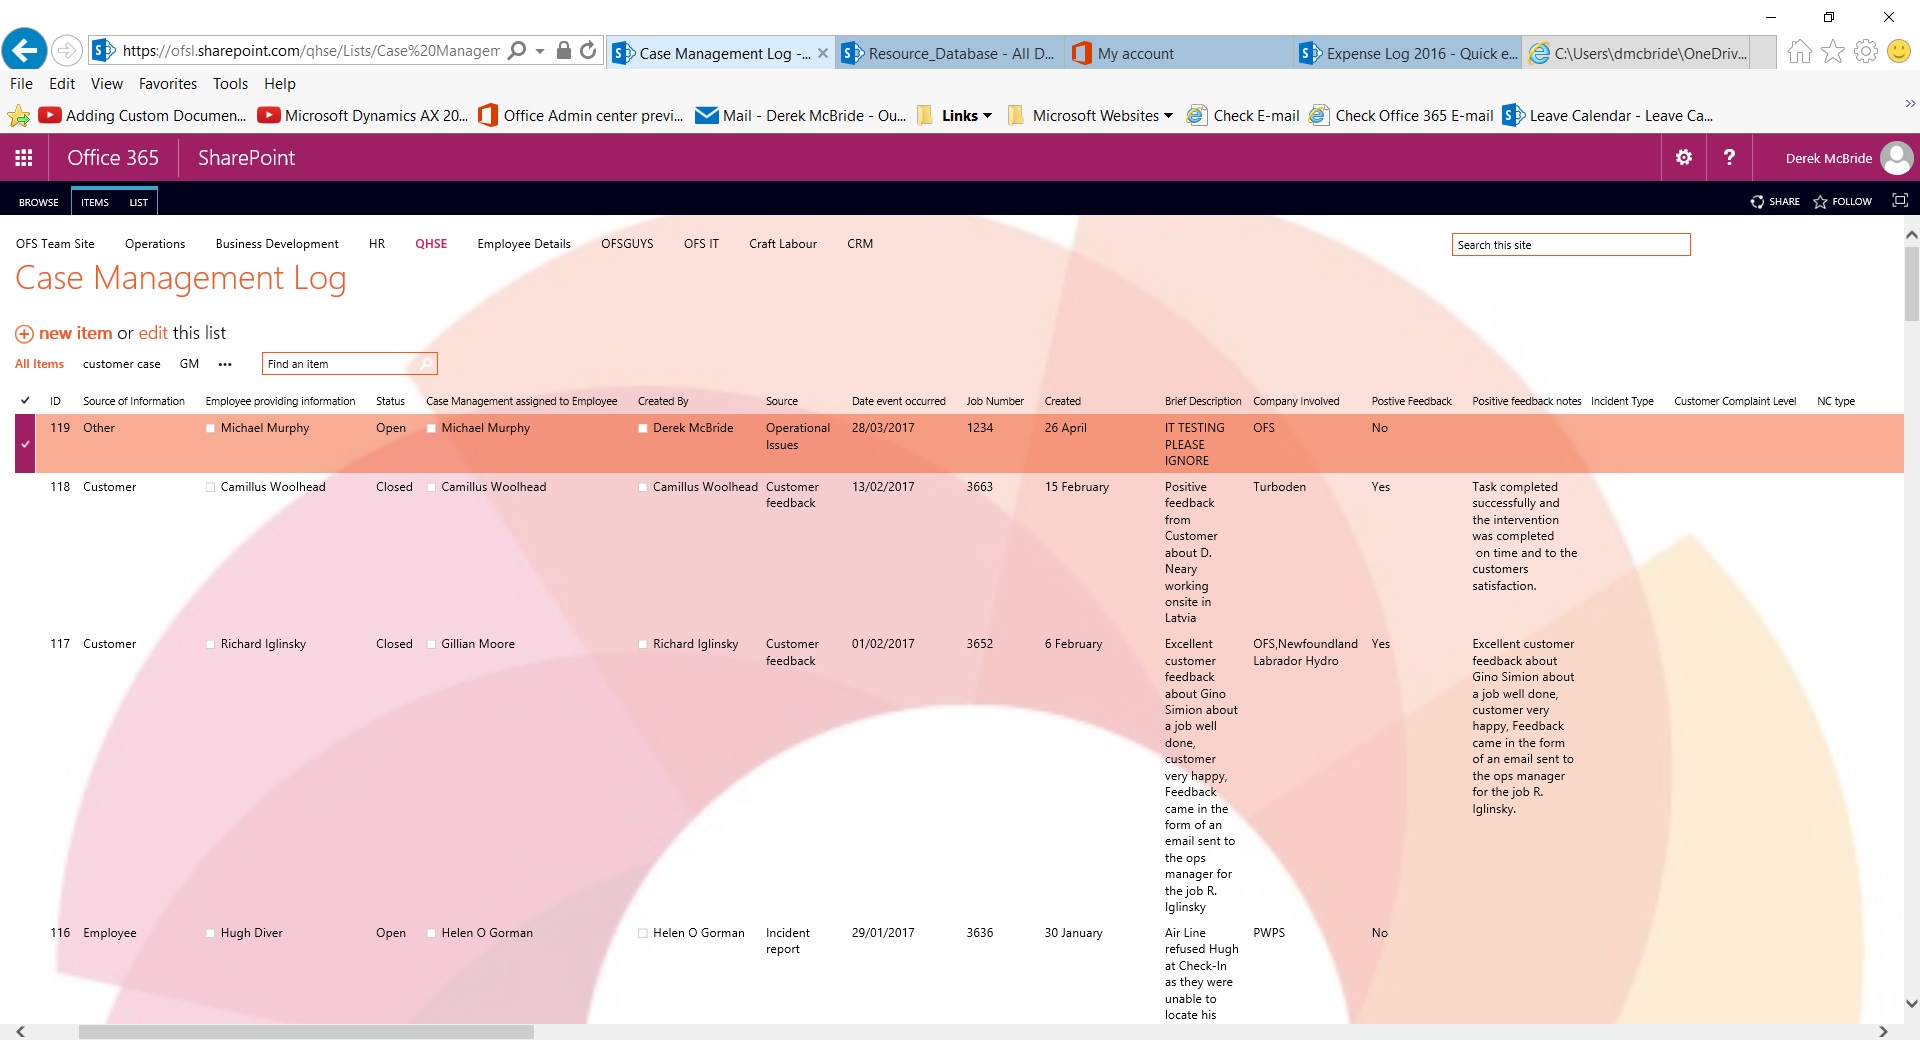 https://ofsl.sharepoint.com/qhse/Lists/Case%20Managem
Case Management Log -...
Resource_Database - All D...
My account
Expense Log 2016 - Quick e...
C:\Users\dmcbride\OneDriv...
File Edit View Favorites Tools Help
Adding Custom Documen... Microsoft Dynamics AX 20... Office Admin center previ... Mail - Derek McBride - Ou... Links Microsoft Websites Check E-mail Check Office 365 E-mail Leave Calendar - Leave Ca...
Office 365 SharePoint ? Derek McBride
BROWSE ITEMS LIST SHARE FOLLOW
OFS Team Site Operations Business Development HR QHSE Employee Details OFSGUYS OFS IT Craft Labour CRM
Search this site
Case Management Log
new item or edit this list
All Items customer case GM ... Find an item
ID Source of Information Employee providing information Status Case Management assigned to Employee Created By Source Date event occurred Job Number Created Brief Description Company Involved Postive Feedback Positive feedback notes Incident Type Customer Complaint Level NC type
119 Other Michael Murphy Open Michael Murphy Derek McBride Operational 28/03/2017 1234 26 April IT TESTING OFS No
Issues PLEASE
IGNORE
118 Customer Camillus Woolhead Closed Camillus Woolhead Camillus Woolhead Customer 13/02/2017 3663 15 February Positive Turboden Yes Task completed
feedback feedback successfully and
from the intervention
Customer was completed
about D. on time and to the
Neary customers
working satisfaction.
onsite in
Latvia
117 Customer Richard Iglinsky Closed Gillian Moore Richard Iglinsky Customer 01/02/2017 3652 6 February Excellent OFS,Newfoundland Yes Excellent customer
feedback customer Labrador Hydro feedback about
feedback Gino Simion about
about Gino a job well done,
Simion about customer very
a job well happy, Feedback
done, came in the form
customer of an email sent to
very happy, the ops manager
Feedback for the job R.
came in the Iglinsky.
form of an
email sent to
the ops
manager for
the job R.
Iglinsky
116 Employee Hugh Diver Open Helen O Gorman Helen O Gorman Incident 29/01/2017 3636 30 January Air Line PWPS No
report refused Hugh
at Check-In
as they were
unable to
locate his